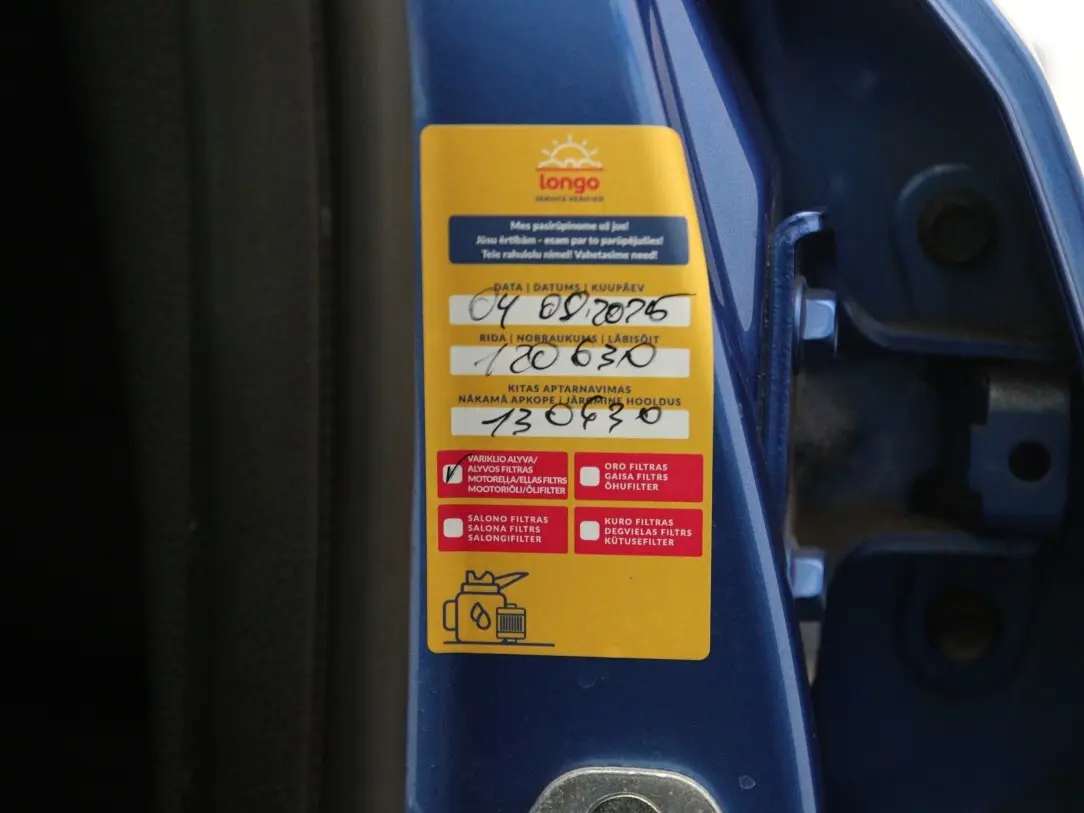 longo
SERVICE VERIFIED
Mes pasirūpinome už jus!
Jūsu ērtībām - esam par to parūpējušies!
Teie rahulolu nimel! Vahetasime need!
DATA | DATUMS | KUUPÄEV
04 08.2025
RIDA | NOBRAUKUMS | LÄBISÕIT
120630
KITAS APTARNAVIMAS
NĀKAMĀ APKOPE | JÄRGMINE HOOLDUS
130630
VARIKLIO ALYVA/
ALYVOS FILTRAS
MOTOREĻĻA/EĻĻAS FILTRS
MOOTORIÕLI/ÕLIFILTER
ORO FILTRAS
GAISA FILTRS
ÕHUFILTER
SALONO FILTRAS
SALONA FILTRS
SALONGIFILTER
KURO FILTRAS
DEGVIELAS FILTRS
KÜTUSEFILTER